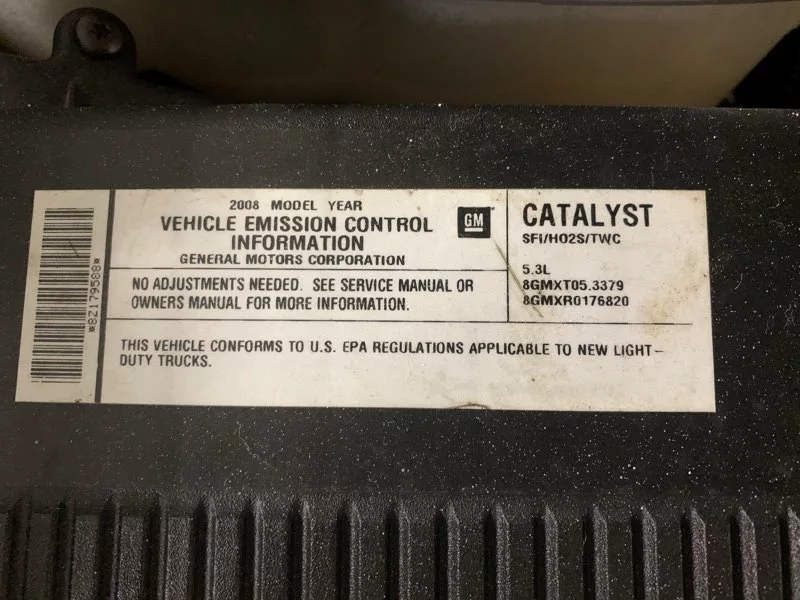 *8Z179588*
2008 MODEL YEAR
VEHICLE EMISSION CONTROL
INFORMATION
GENERAL MOTORS CORPORATION
GM
NO ADJUSTMENTS NEEDED. SEE SERVICE MANUAL OR
OWNERS MANUAL FOR MORE INFORMATION.
CATALYST
SFI/HO2S/TWC
5.3L
8GMXT05.3379
8GMXR0176820
THIS VEHICLE CONFORMS TO U.S. EPA REGULATIONS APPLICABLE TO NEW LIGHT-
DUTY TRUCKS.